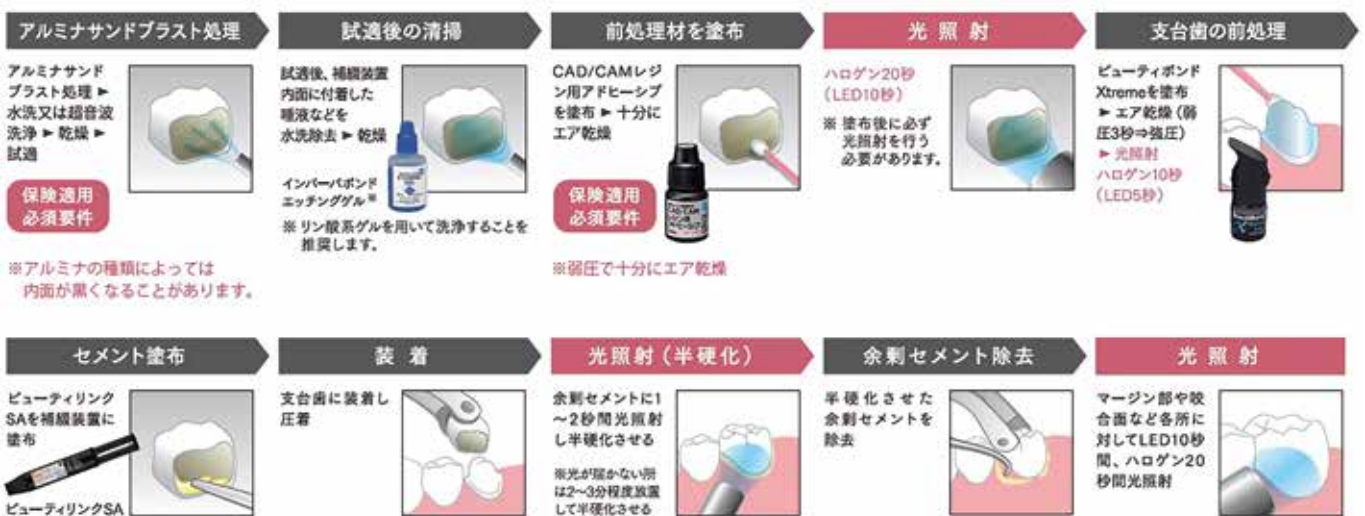 アルミナサンドブラスト処理
アルミナサンド
ブラスト処理 ▶
水洗又は超音波
洗浄 ▶ 乾燥 ▶
試適
保険適用
必須要件
※アルミナの種類によっては
内面が黒くなることがあります。
試適後の清掃
試適後、補綴装置
内面に付着した
唾液などを
水洗除去 ▶ 乾燥
インパーバボンド
エッチングゲル※
※ リン酸系ゲルを用いて洗浄することを
推奨します。
前処理材を塗布
CAD/CAMレジ
ン用アドヒーシブ
を塗布 ▶ 十分に
エア乾燥
保険適用
必須要件
CAD/CAM
※弱圧で十分にエア乾燥
光 照 射
ハロゲン20秒
(LED10秒)
※ 塗布後に必ず
光照射を行う
必要があります。
支台歯の前処理
ビューティボンド
Xtremeを塗布
▶ エア乾燥(弱
圧3秒⇒強圧)
▶ 光照射
ハロゲン10秒
(LED5秒)
セメント塗布
ビューティリンク
SAを補綴装置に
塗布
ビューティリンクSA
装 着
支台歯に装着し
圧着
光照射(半硬化)
余剰セメントに1
~2秒間光照射
し半硬化させる
※光が届かない所
は2~3分程度放置
して半硬化させる
余剰セメント除去
半硬化させた
余剰セメントを
除去
光 照 射
マージン部や咬
合面など各所に
対してLED10秒
間、ハロゲン20
秒間光照射